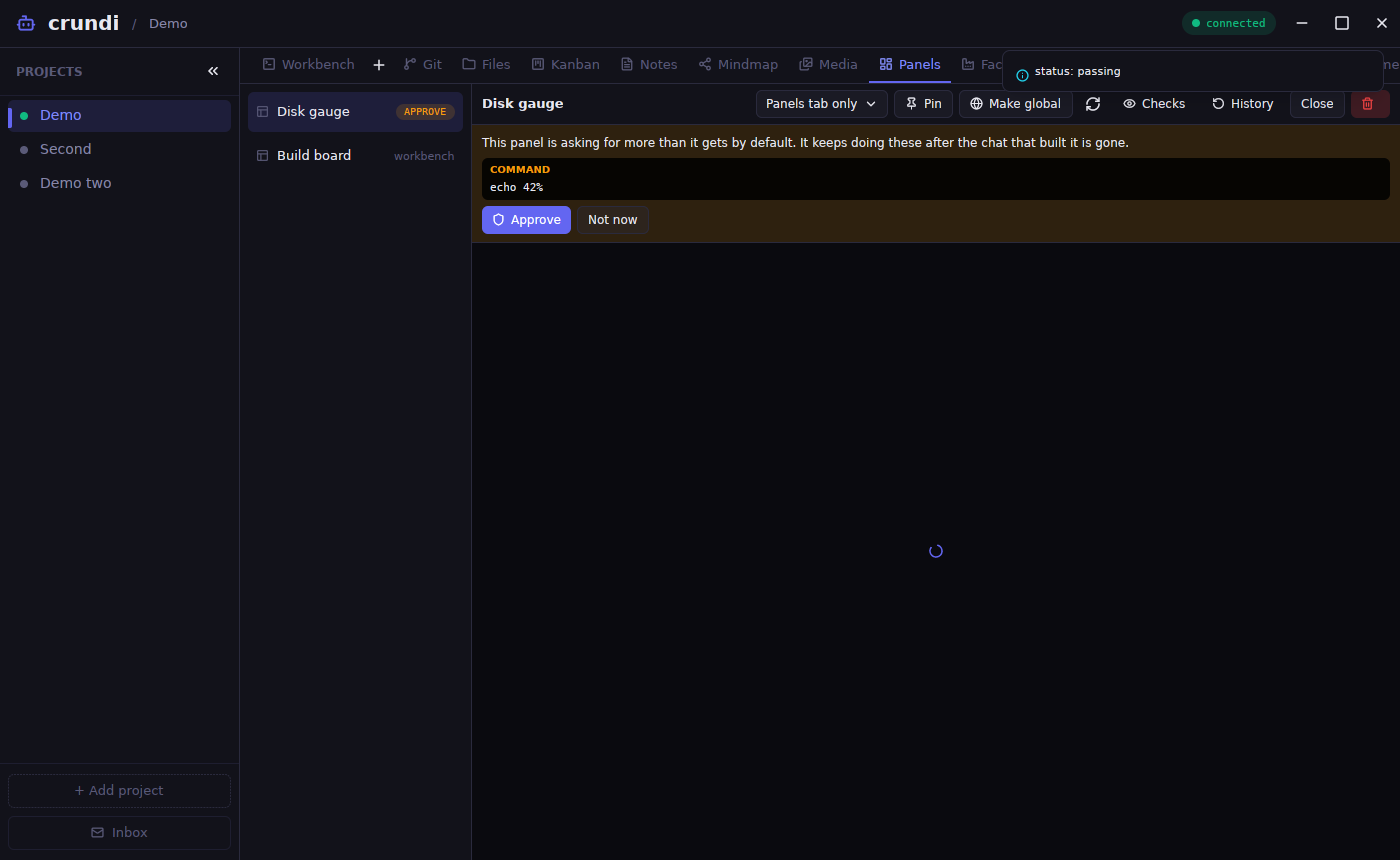 crundi / Demo
connected
PROJECTS
Demo
Second
Demo two
+ Add project
Inbox
Workbench
Git
Files
Kanban
Notes
Mindmap
Media
Panels
status: passing
Disk gauge APPROVE
Build board workbench
Disk gauge
Panels tab only
Pin
Make global
Checks
History
Close
This panel is asking for more than it gets by default. It keeps doing these after the chat that built it is gone.
COMMAND
echo 42%
Approve
Not now